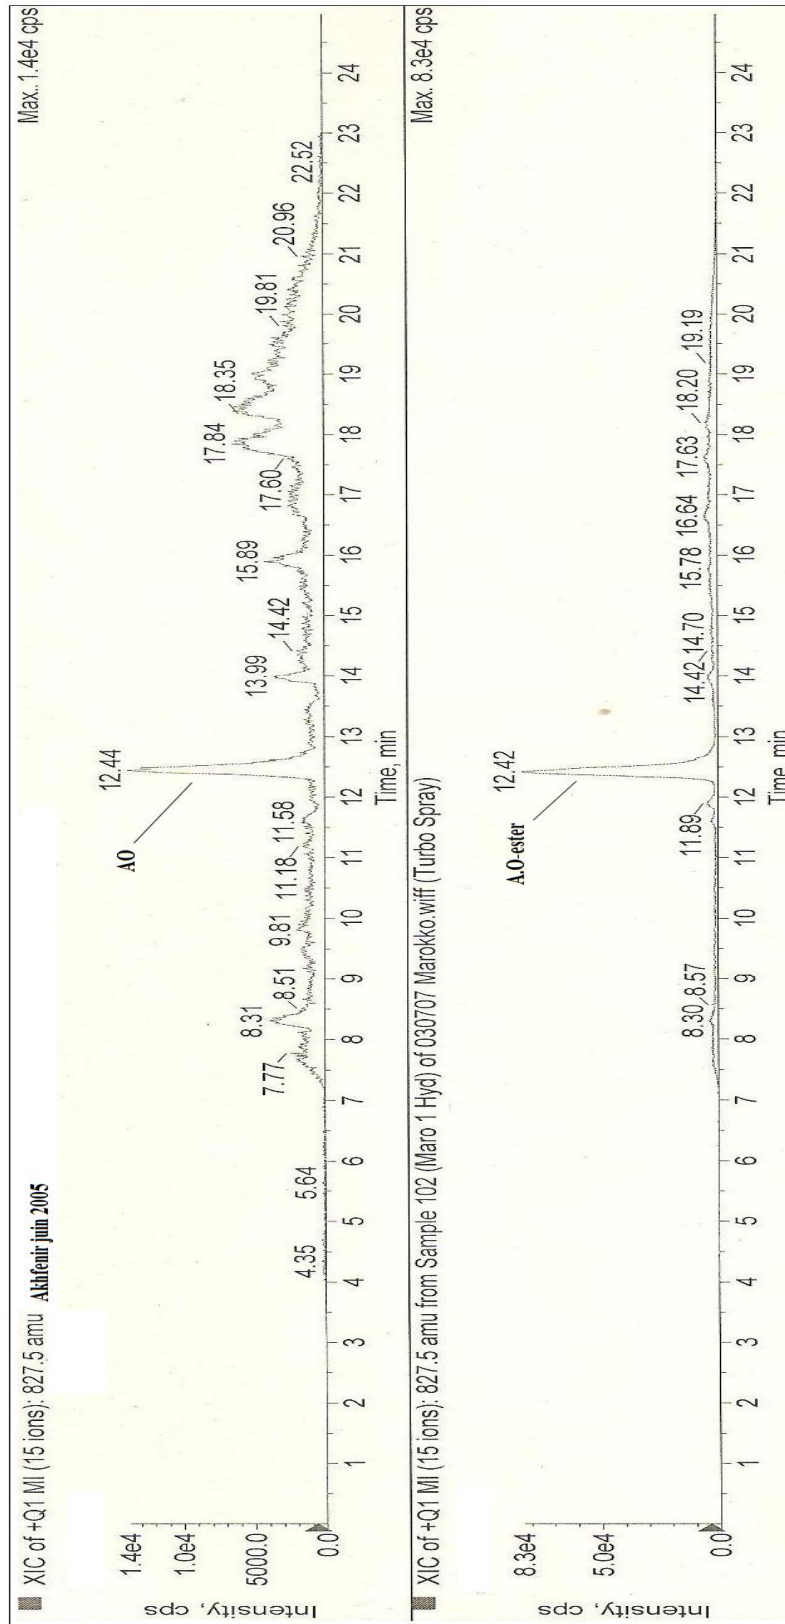 XIC of +Q1 MI (15 ions): 827.5 amu Akhfenir juin 2005
Max. 1.4e4 cps
Intensity, cps
1.4e4
1.0e4
5000.0
0.0
AO
4.35
5.64
7.77
8.31
8.51
9.81
11.18
11.58
12.44
13.99
14.42
15.89
17.60
17.84
18.35
19.81
20.96
22.52
1 2 3 4 5 6 7 8 9 10 11 12 13 14 15 16 17 18 19 20 21 22 23 24
Time, min
XIC of +Q1 MI (15 ions): 827.5 amu from Sample 102 (Maro 1 Hyd) of 030707 Marokko.wiff (Turbo Spray)
Max. 8.3e4 cps
Intensity, cps
8.3e4
5.0e4
0.0
A.O-ester
8.30
8.57
11.89
12.42
14.42
14.70
15.78
16.64
17.63
18.20
19.19
1 2 3 4 5 6 7 8 9 10 11 12 13 14 15 16 17 18 19 20 21 22 23 24
Time, min